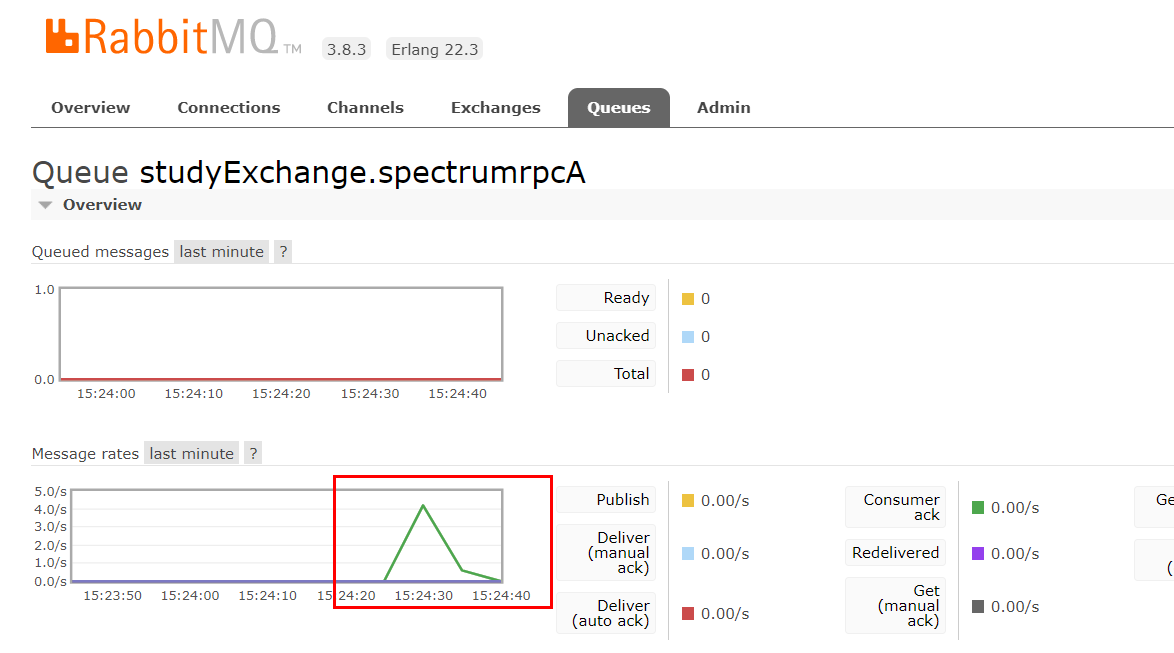 RabbitMQ TM 3.8.3 Erlang 22.3
Overview Connections Channels Exchanges Queues Admin
Queue studyExchange.spectrumrpcA
Overview
Queued messages last minute ?
1.0
0.0
15:24:00 15:24:10 15:24:20 15:24:30 15:24:40
Ready 0
Unacked 0
Total 0
Message rates last minute ?
5.0/s
4.0/s
3.0/s
2.0/s
1.0/s
0.0/s
15:23:50 15:24:00 15:24:10 15:24:20 15:24:30 15:24:40
Publish 0.00/s
Deliver
(manual
ack)
0.00/s
Deliver
(auto ack)
0.00/s
Consumer
ack
0.00/s
Redelivered 0.00/s
Get
(manual
ack)
0.00/s
Ge
(